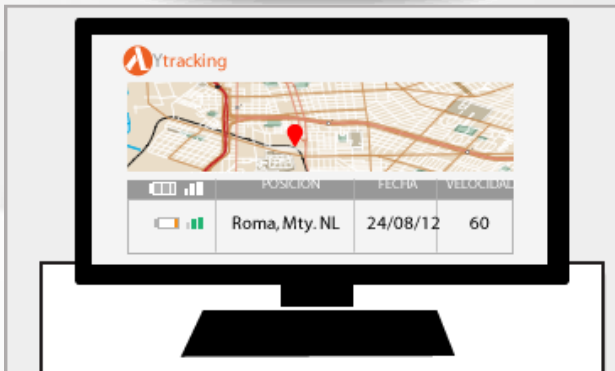 Ytracking
POSICION FECHA VELOCIDAD
Roma, Mty. NL 24/08/12 60